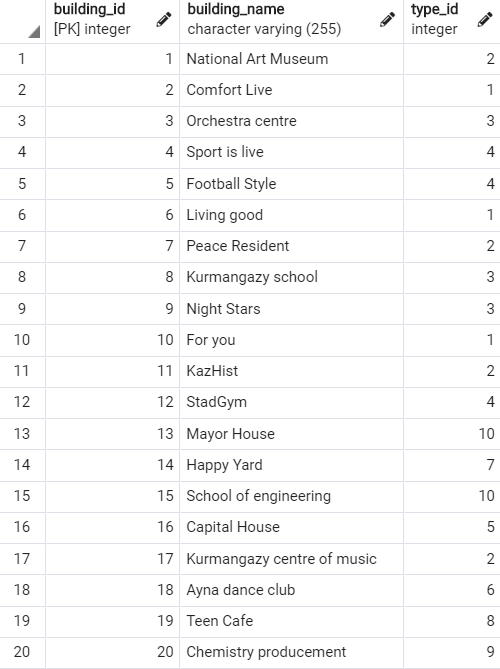 building_id building_name type_id
[PK] integer character varying (255) integer
1 1 National Art Museum 2
2 2 Comfort Live 1
3 3 Orchestra centre 3
4 4 Sport is live 4
5 5 Football Style 4
6 6 Living good 1
7 7 Peace Resident 2
8 8 Kurmangazy school 3
9 9 Night Stars 3
10 10 For you 1
11 11 KazHist 2
12 12 StadGym 4
13 13 Mayor House 10
14 14 Happy Yard 7
15 15 School of engineering 10
16 16 Capital House 5
17 17 Kurmangazy centre of music 2
18 18 Ayna dance club 6
19 19 Teen Cafe 8
20 20 Chemistry producement 9